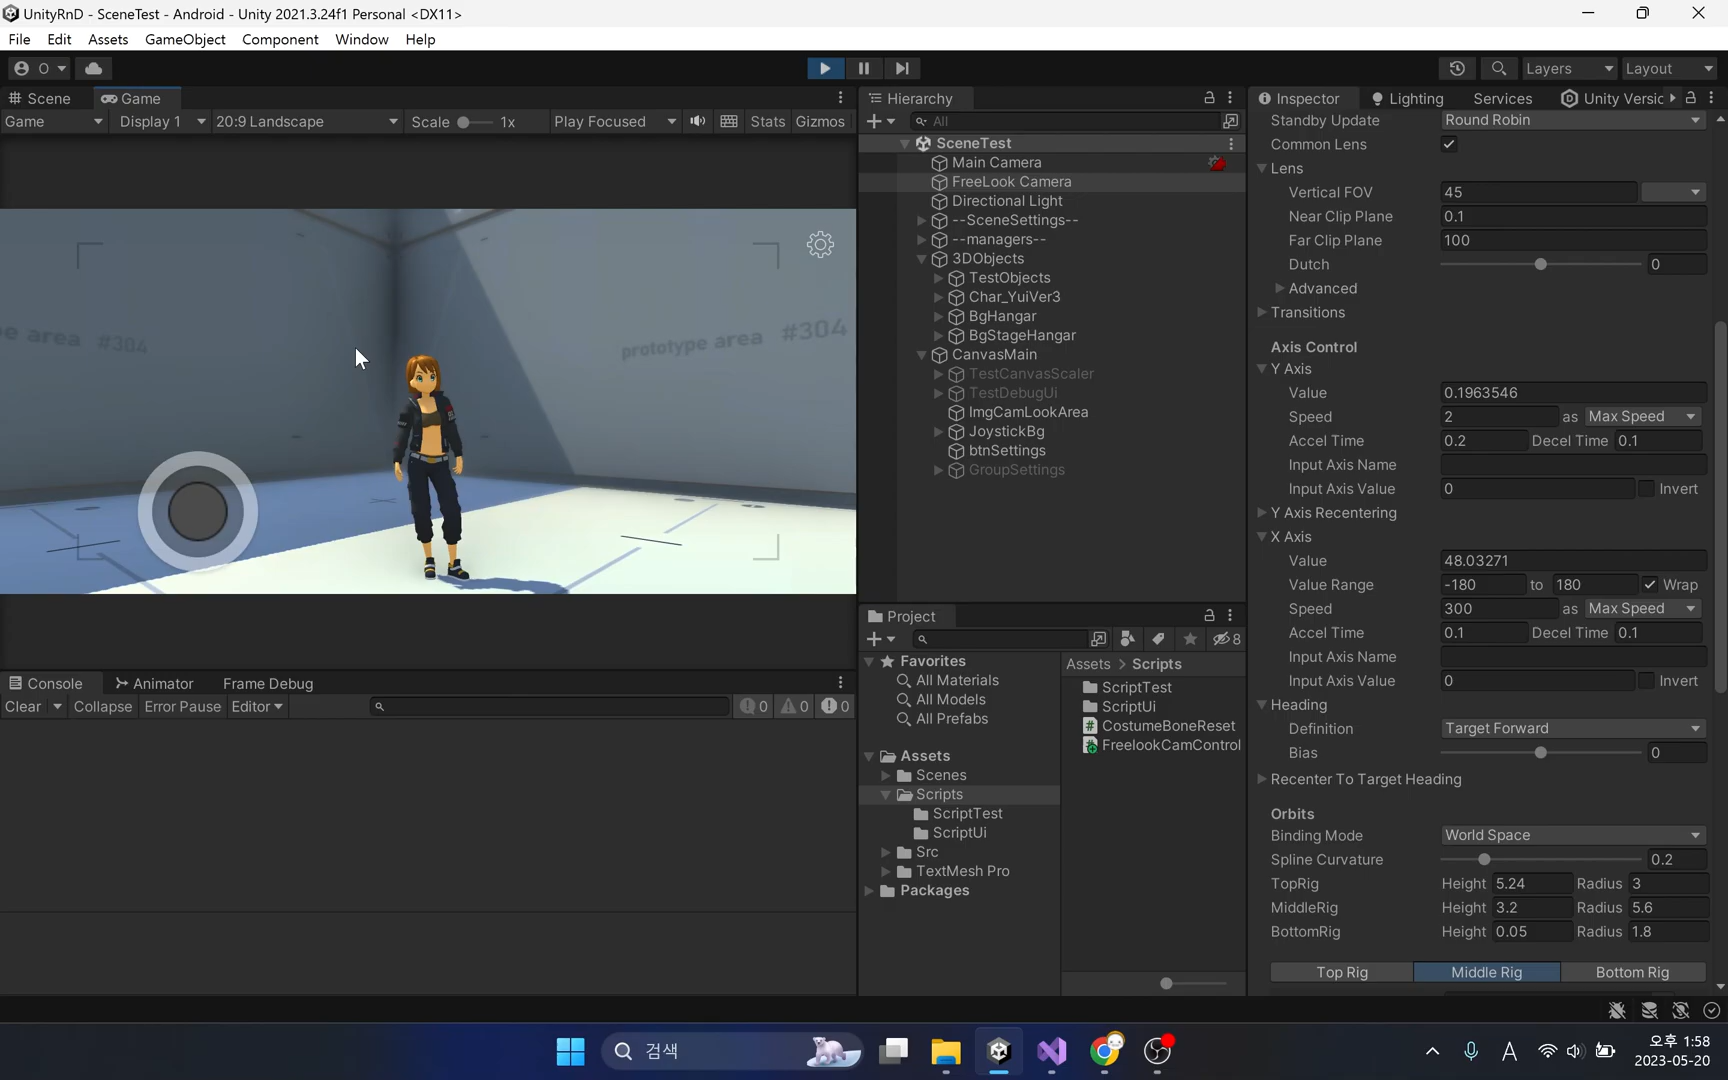 UnityRnD - SceneTest - Android - Unity 2021.3.24f1 Personal <DX11>
File Edit Assets GameObject Component Window Help
O Layers Layout
Scene Game
Game Display 1 20:9 Landscape Scale 1x Play Focused Stats Gizmos
pe area #304
prototype area #304
Console Animator Frame Debug
Clear Collapse Error Pause Editor 0 0 0
Hierarchy
All
SceneTest
Main Camera
FreeLook Camera
Directional Light
--SceneSettings--
--managers--
3DObjects
TestObjects
Char_YuiVer3
BgHangar
BgStageHangar
CanvasMain
TestCanvasScaler
TestDebugUi
ImgCamLookArea
JoystickBg
btnSettings
GroupSettings
Project
8
Favorites
All Materials
All Models
All Prefabs
Assets
Scenes
Scripts
ScriptTest
ScriptUi
Src
TextMesh Pro
Packages
Assets > Scripts
ScriptTest
ScriptUi
CostumeBoneReset
FreelookCamControl
Inspector Lighting Services Unity Versic
Standby Update Round Robin
Common Lens
Lens
Vertical FOV 45
Near Clip Plane 0.1
Far Clip Plane 100
Dutch 0
Advanced
Transitions
Axis Control
Y Axis
Value 0.1963546
Speed 2 as Max Speed
Accel Time 0.2 Decel Time 0.1
Input Axis Name
Input Axis Value 0 Invert
Y Axis Recentering
X Axis
Value 48.03271
Value Range -180 to 180 Wrap
Speed 300 as Max Speed
Accel Time 0.1 Decel Time 0.1
Input Axis Name
Input Axis Value 0 Invert
Heading
Definition Target Forward
Bias 0
Recenter To Target Heading
Orbits
Binding Mode World Space
Spline Curvature 0.2
TopRig Height 5.24 Radius 3
MiddleRig Height 3.2 Radius 5.6
BottomRig Height 0.05 Radius 1.8
Top Rig Middle Rig Bottom Rig
검색
A
오후 1:58
2023-05-20